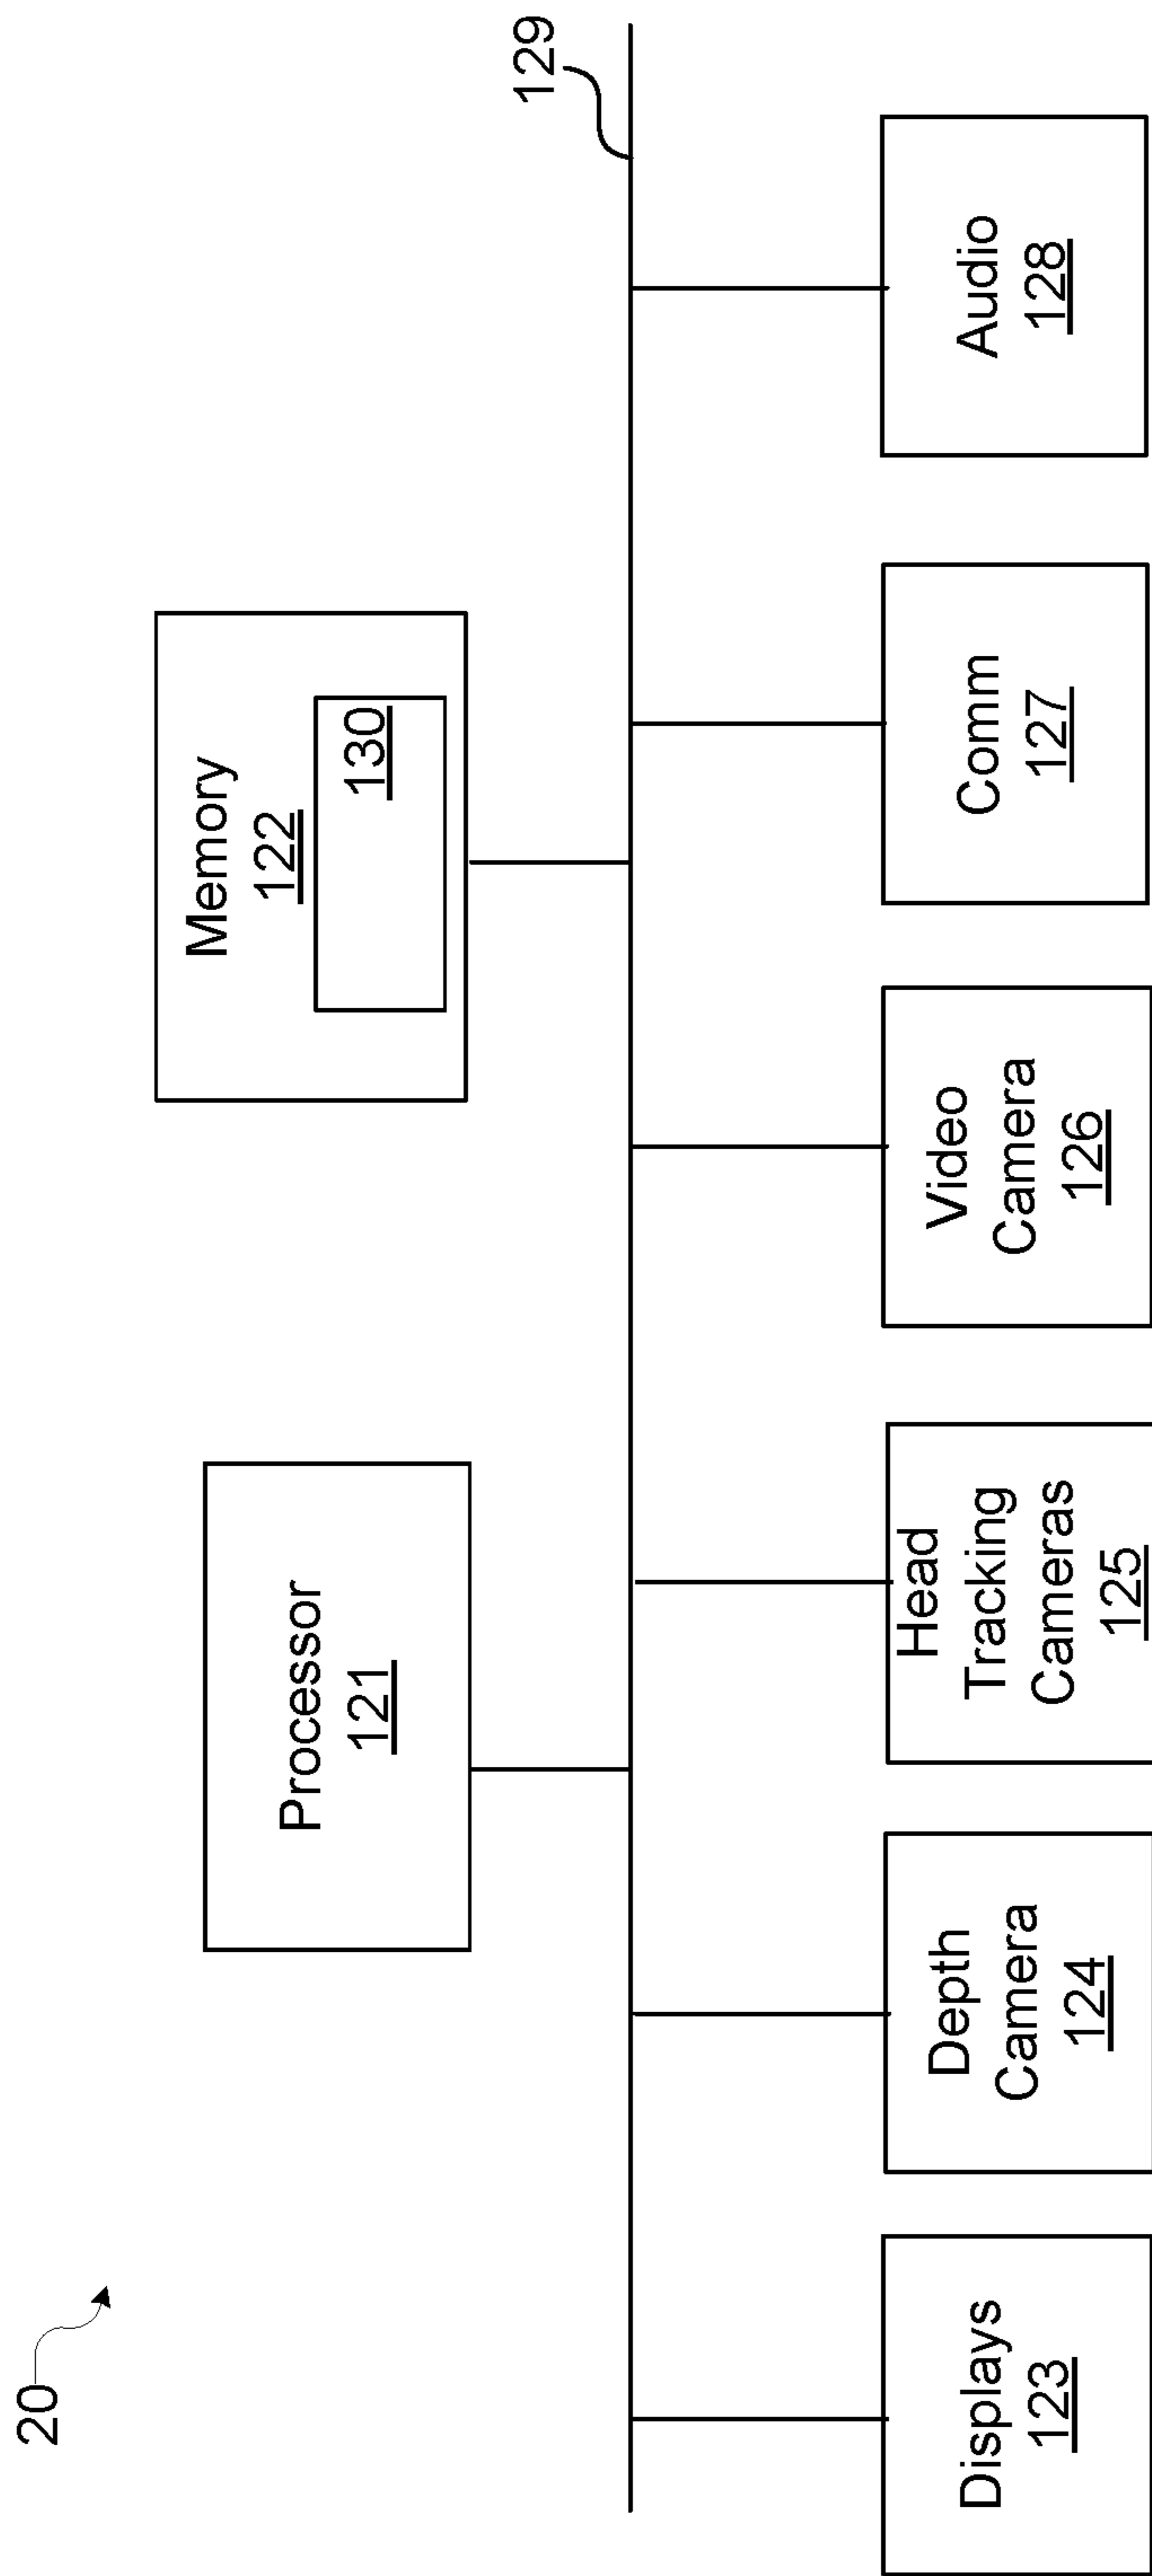 20
Processor
121
Memory
122
130
129
Displays
123
Depth
Camera
124
Head
Tracking
Cameras
125
Video
Camera
126
Comm
127
Audio
128